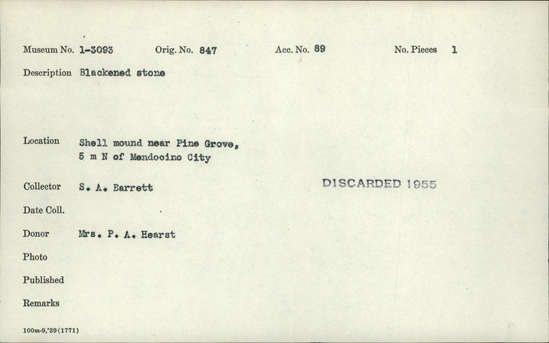 Museum No. 1-3093 Orig. No. 847 Acc. No. 89 No. Pieces 1
Description Blackened stone
Location Shell mound near Pine Grove,
5 m N of Mendocino City
Collector S. A. Barrett
DISCARDED 1955
Date Coll.
Donor Mrs. P. A. Hearst
Photo
Published
Remarks
100m-9,'39(1771)